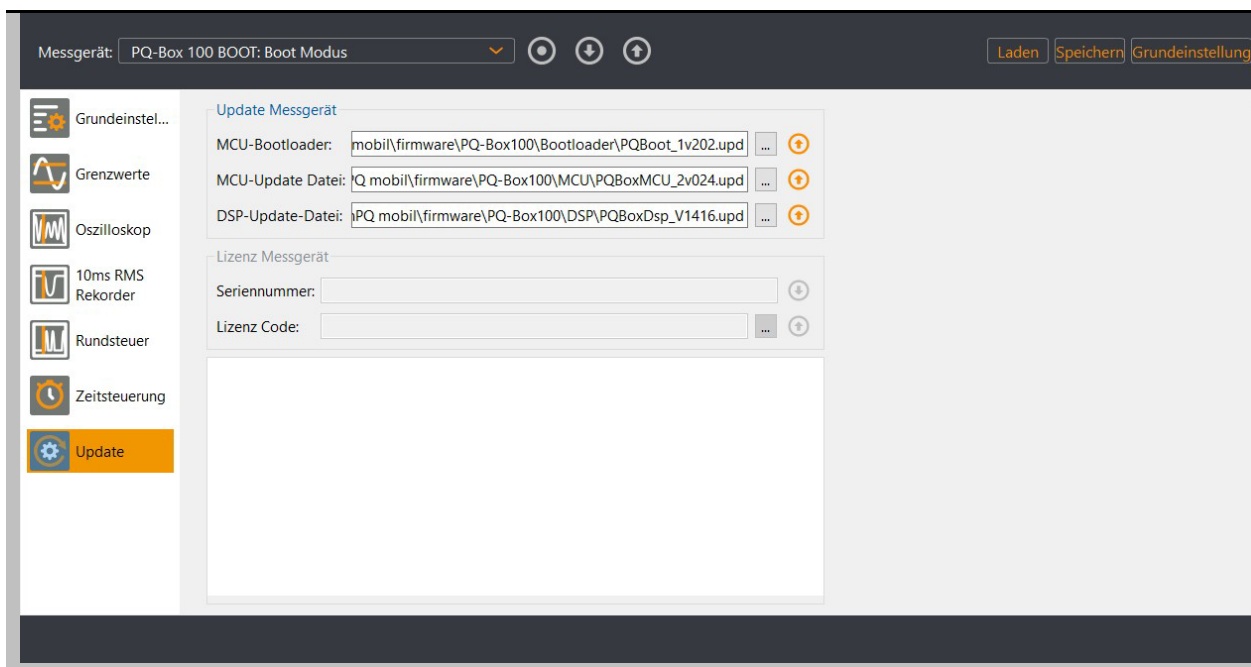 Messgerät: PQ-Box 100 BOOT: Boot Modus
Laden Speichern Grundeinstellung
Grundeinstel...
Grenzwerte
Oszilloskop
10ms RMS
Rekorder
Rundsteuer
Zeitsteuerung
Update
Update Messgerät
MCU-Bootloader: mobil\firmware\PQ-Box100\Bootloader\PQBoot_1v202.upd ...
MCU-Update Datei: PQ mobil\firmware\PQ-Box100\MCU\PQBoxMCU_2v024.upd ...
DSP-Update-Datei: PQ mobil\firmware\PQ-Box100\DSP\PQBoxDsp_V1416.upd ...
Lizenz Messgerät
Seriennummer:
Lizenz Code: ...